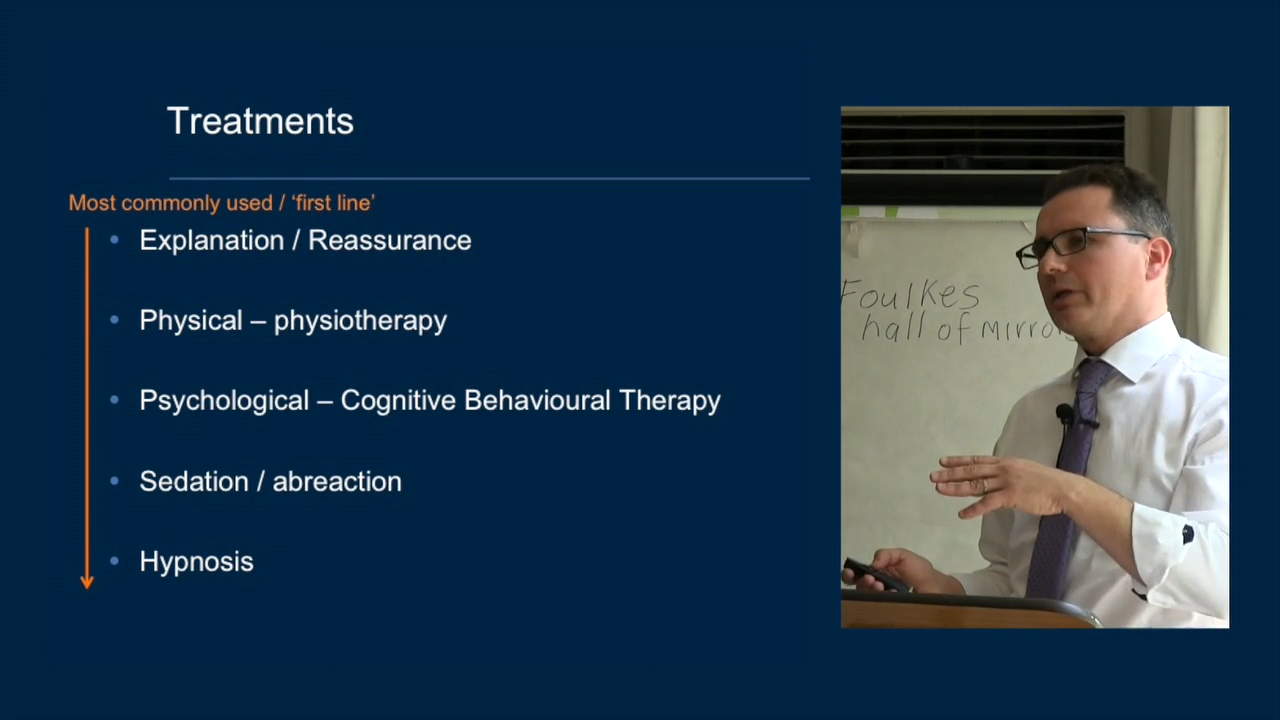 Treatments
Most commonly used / ‘first line’
• Explanation / Reassurance
• Physical – physiotherapy
• Psychological – Cognitive Behavioural Therapy
• Sedation / abreaction
• Hypnosis
Foulkes
hall of mirrors